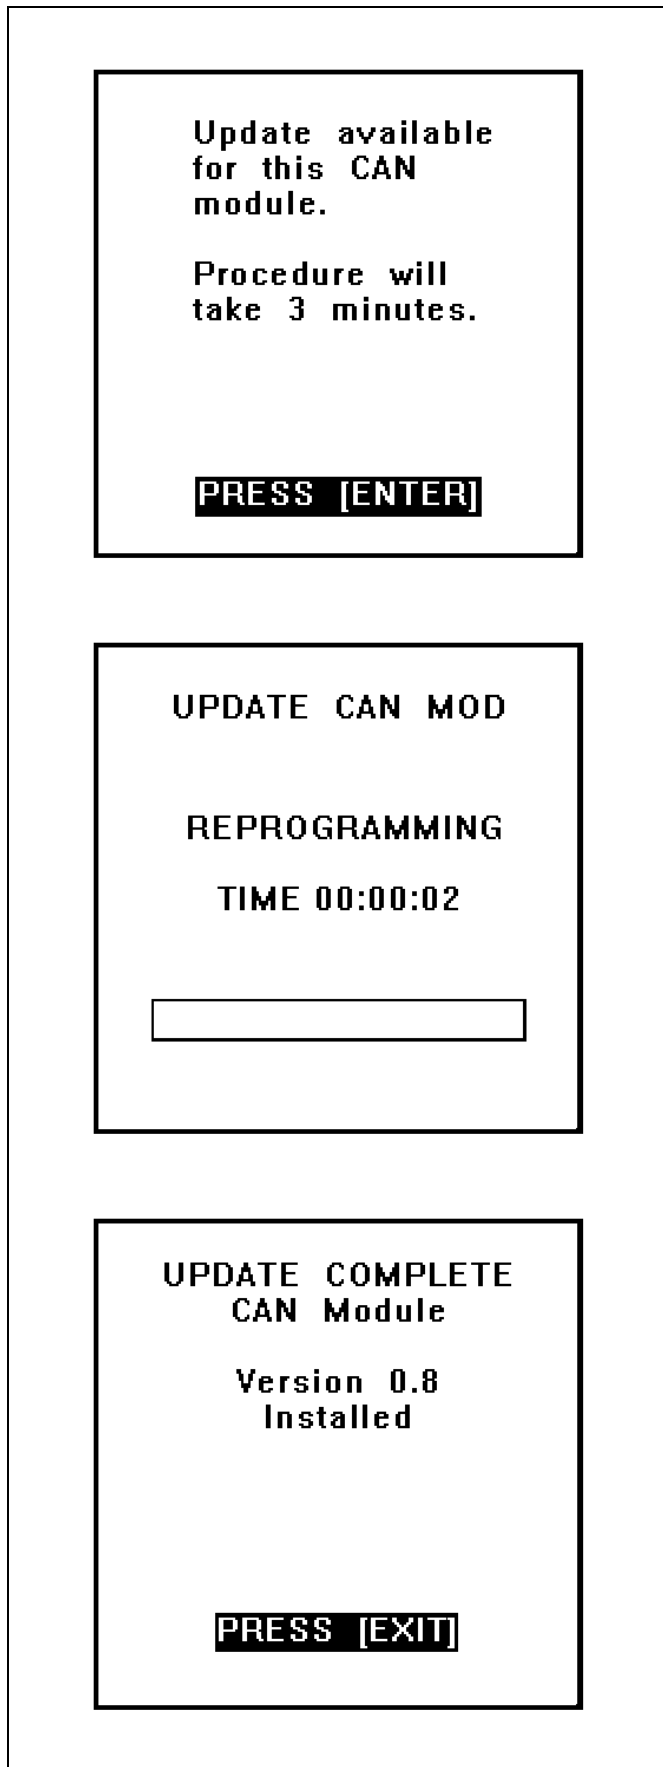 Update available
for this CAN
module.
Procedure will
take 3 minutes.
PRESS [ENTER]
UPDATE CAN MOD
REPROGRAMMING
TIME 00:00:02
UPDATE COMPLETE
CAN Module
Version 0.8
Installed
PRESS [EXIT]